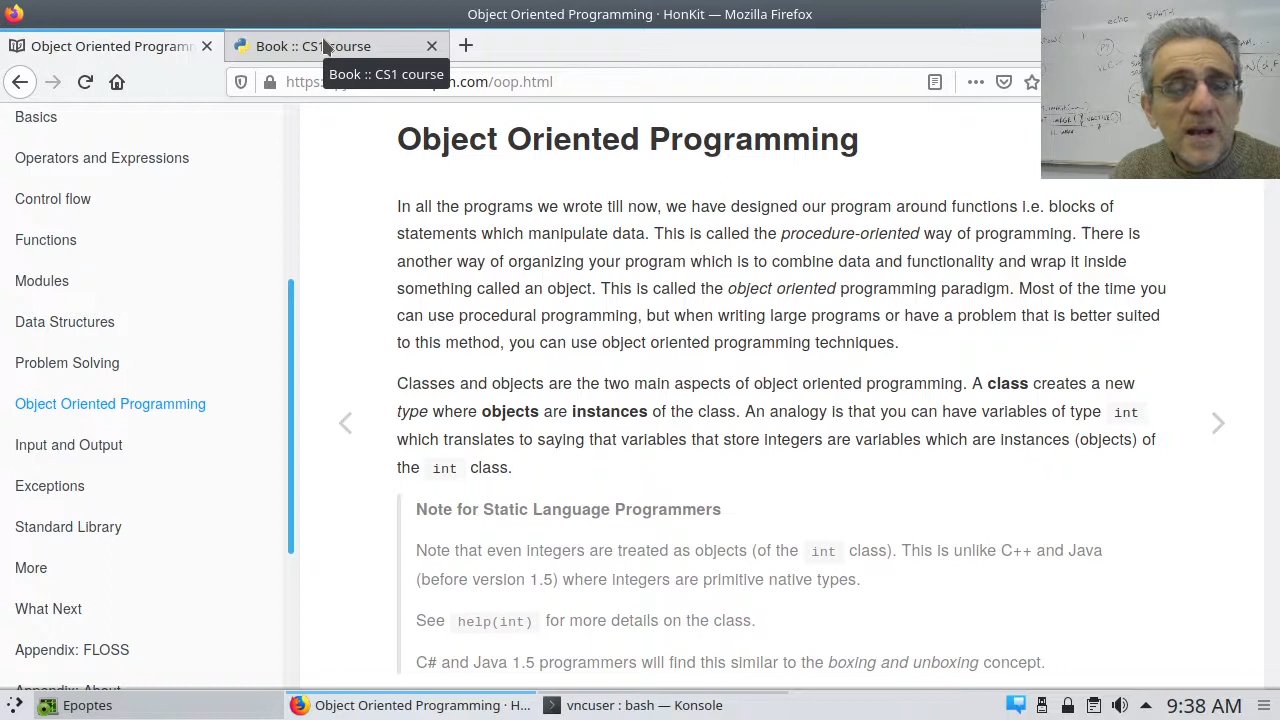 Object Oriented Programming · HonKit — Mozilla Firefox
Object Oriented Programm
Book :: CS1 course
Book :: CS1 course
https: n.com/oop.html
Basics
Operators and Expressions
Control flow
Functions
Modules
Data Structures
Problem Solving
Object Oriented Programming
Input and Output
Exceptions
Standard Library
More
What Next
Appendix: FLOSS
Appendix: About
Object Oriented Programming
In all the programs we wrote till now, we have designed our program around functions i.e. blocks of
statements which manipulate data. This is called the procedure-oriented way of programming. There is
another way of organizing your program which is to combine data and functionality and wrap it inside
something called an object. This is called the object oriented programming paradigm. Most of the time you
can use procedural programming, but when writing large programs or have a problem that is better suited
to this method, you can use object oriented programming techniques.
Classes and objects are the two main aspects of object oriented programming. A class creates a new
type where objects are instances of the class. An analogy is that you can have variables of type int
which translates to saying that variables that store integers are variables which are instances (objects) of
the int class.
Note for Static Language Programmers
Note that even integers are treated as objects (of the int class). This is unlike C++ and Java
(before version 1.5) where integers are primitive native types.
See help(int) for more details on the class.
C# and Java 1.5 programmers will find this similar to the boxing and unboxing concept.
Epoptes
Object Oriented Programming · H...
vncuser : bash — Konsole
9:38 AM